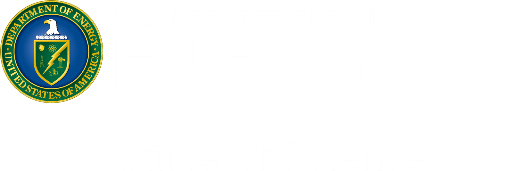 DEPARTMENT OF ENERGY
UNITED STATES OF AMERICA